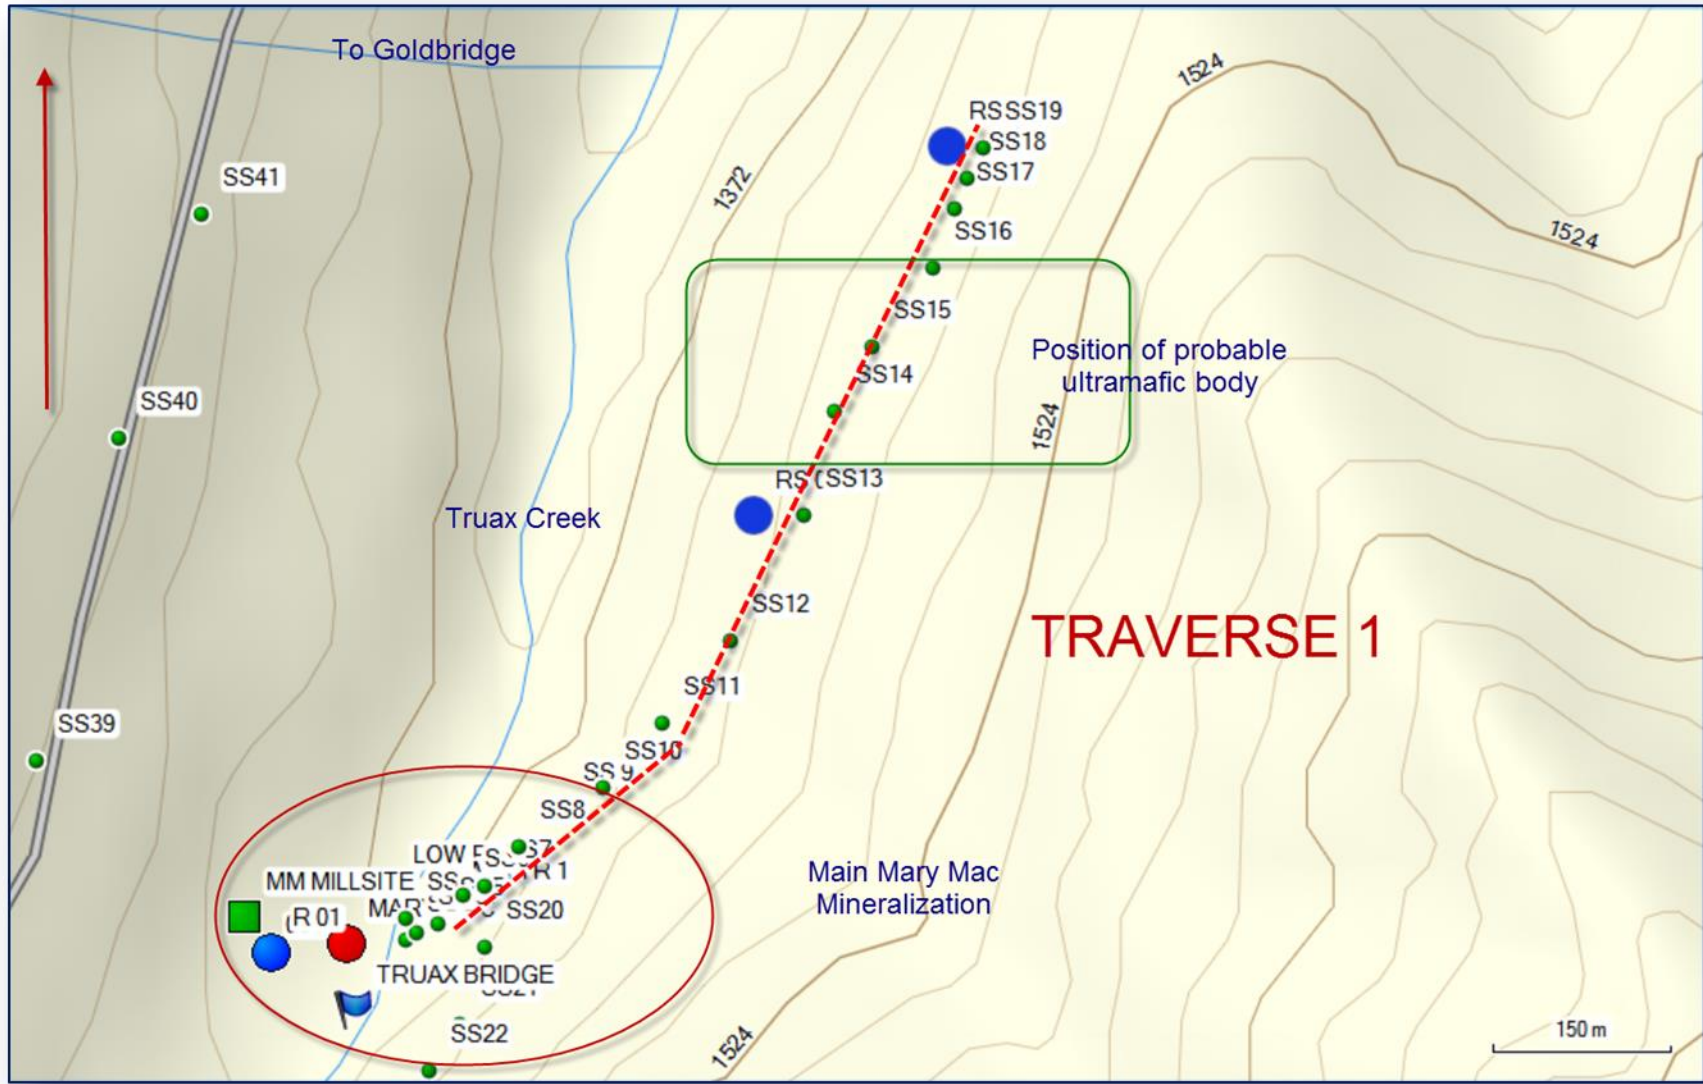 To Goldbridge
1524
RS SS19
SS18
SS17
SS41
1372
SS16
1524
SS15
Position of probable
ultramafic body
SS14
SS40
1524
SS13
Truax Creek
SS12
TRAVERSE 1
SS11
SS39
SS10
SS 9
SS8
LOW
MM MILLSITE
Main Mary Mac
Mineralization
SS20
R 01
TRUAX BRIDGE
SS22
1524
150 m